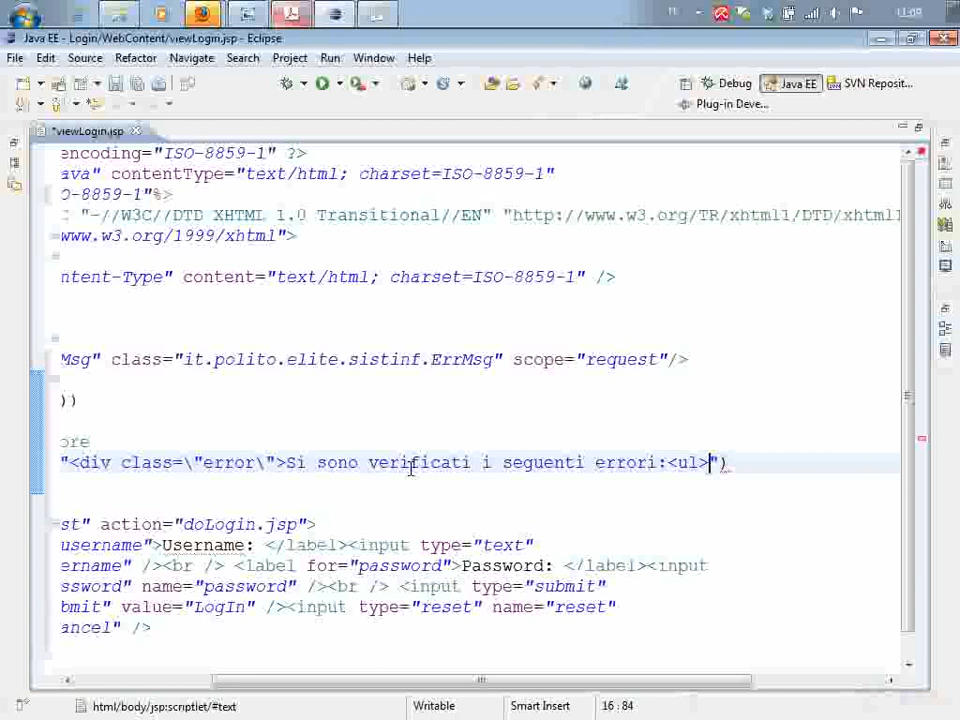 11:09
Java EE - Login/WebContent/viewLogin.jsp - Eclipse
File Edit Source Refactor Navigate Search Project Run Window Help
Debug Java EE SVN Reposit...
Plug-in Deve...
*viewLogin.jsp
encoding="ISO-8859-1" ?>
ava" contentType="text/html; charset=ISO-8859-1"
O-8859-1"%>
"-//W3C//DTD XHTML 1.0 Transitional//EN" "http://www.w3.org/TR/xhtml1/DTD/xhtml1
www.w3.org/1999/xhtml">
ntent-Type" content="text/html; charset=ISO-8859-1" />
Msg" class="it.polito.elite.sistinf.ErrMsg" scope="request"/>
))
ore
"<div class=\"error\">Si sono verificati i seguenti errori:<ul>")
st" action="doLogin.jsp">
username">Username: </label><input type="text"
ername" /><br /> <label for="password">Password: </label><input
ssword" name="password" /><br /> <input type="submit"
bmit" value="LogIn" /><input type="reset" name="reset"
ancel" />
html/body/jsp:scriptlet/#text Writable Smart Insert 16 : 84